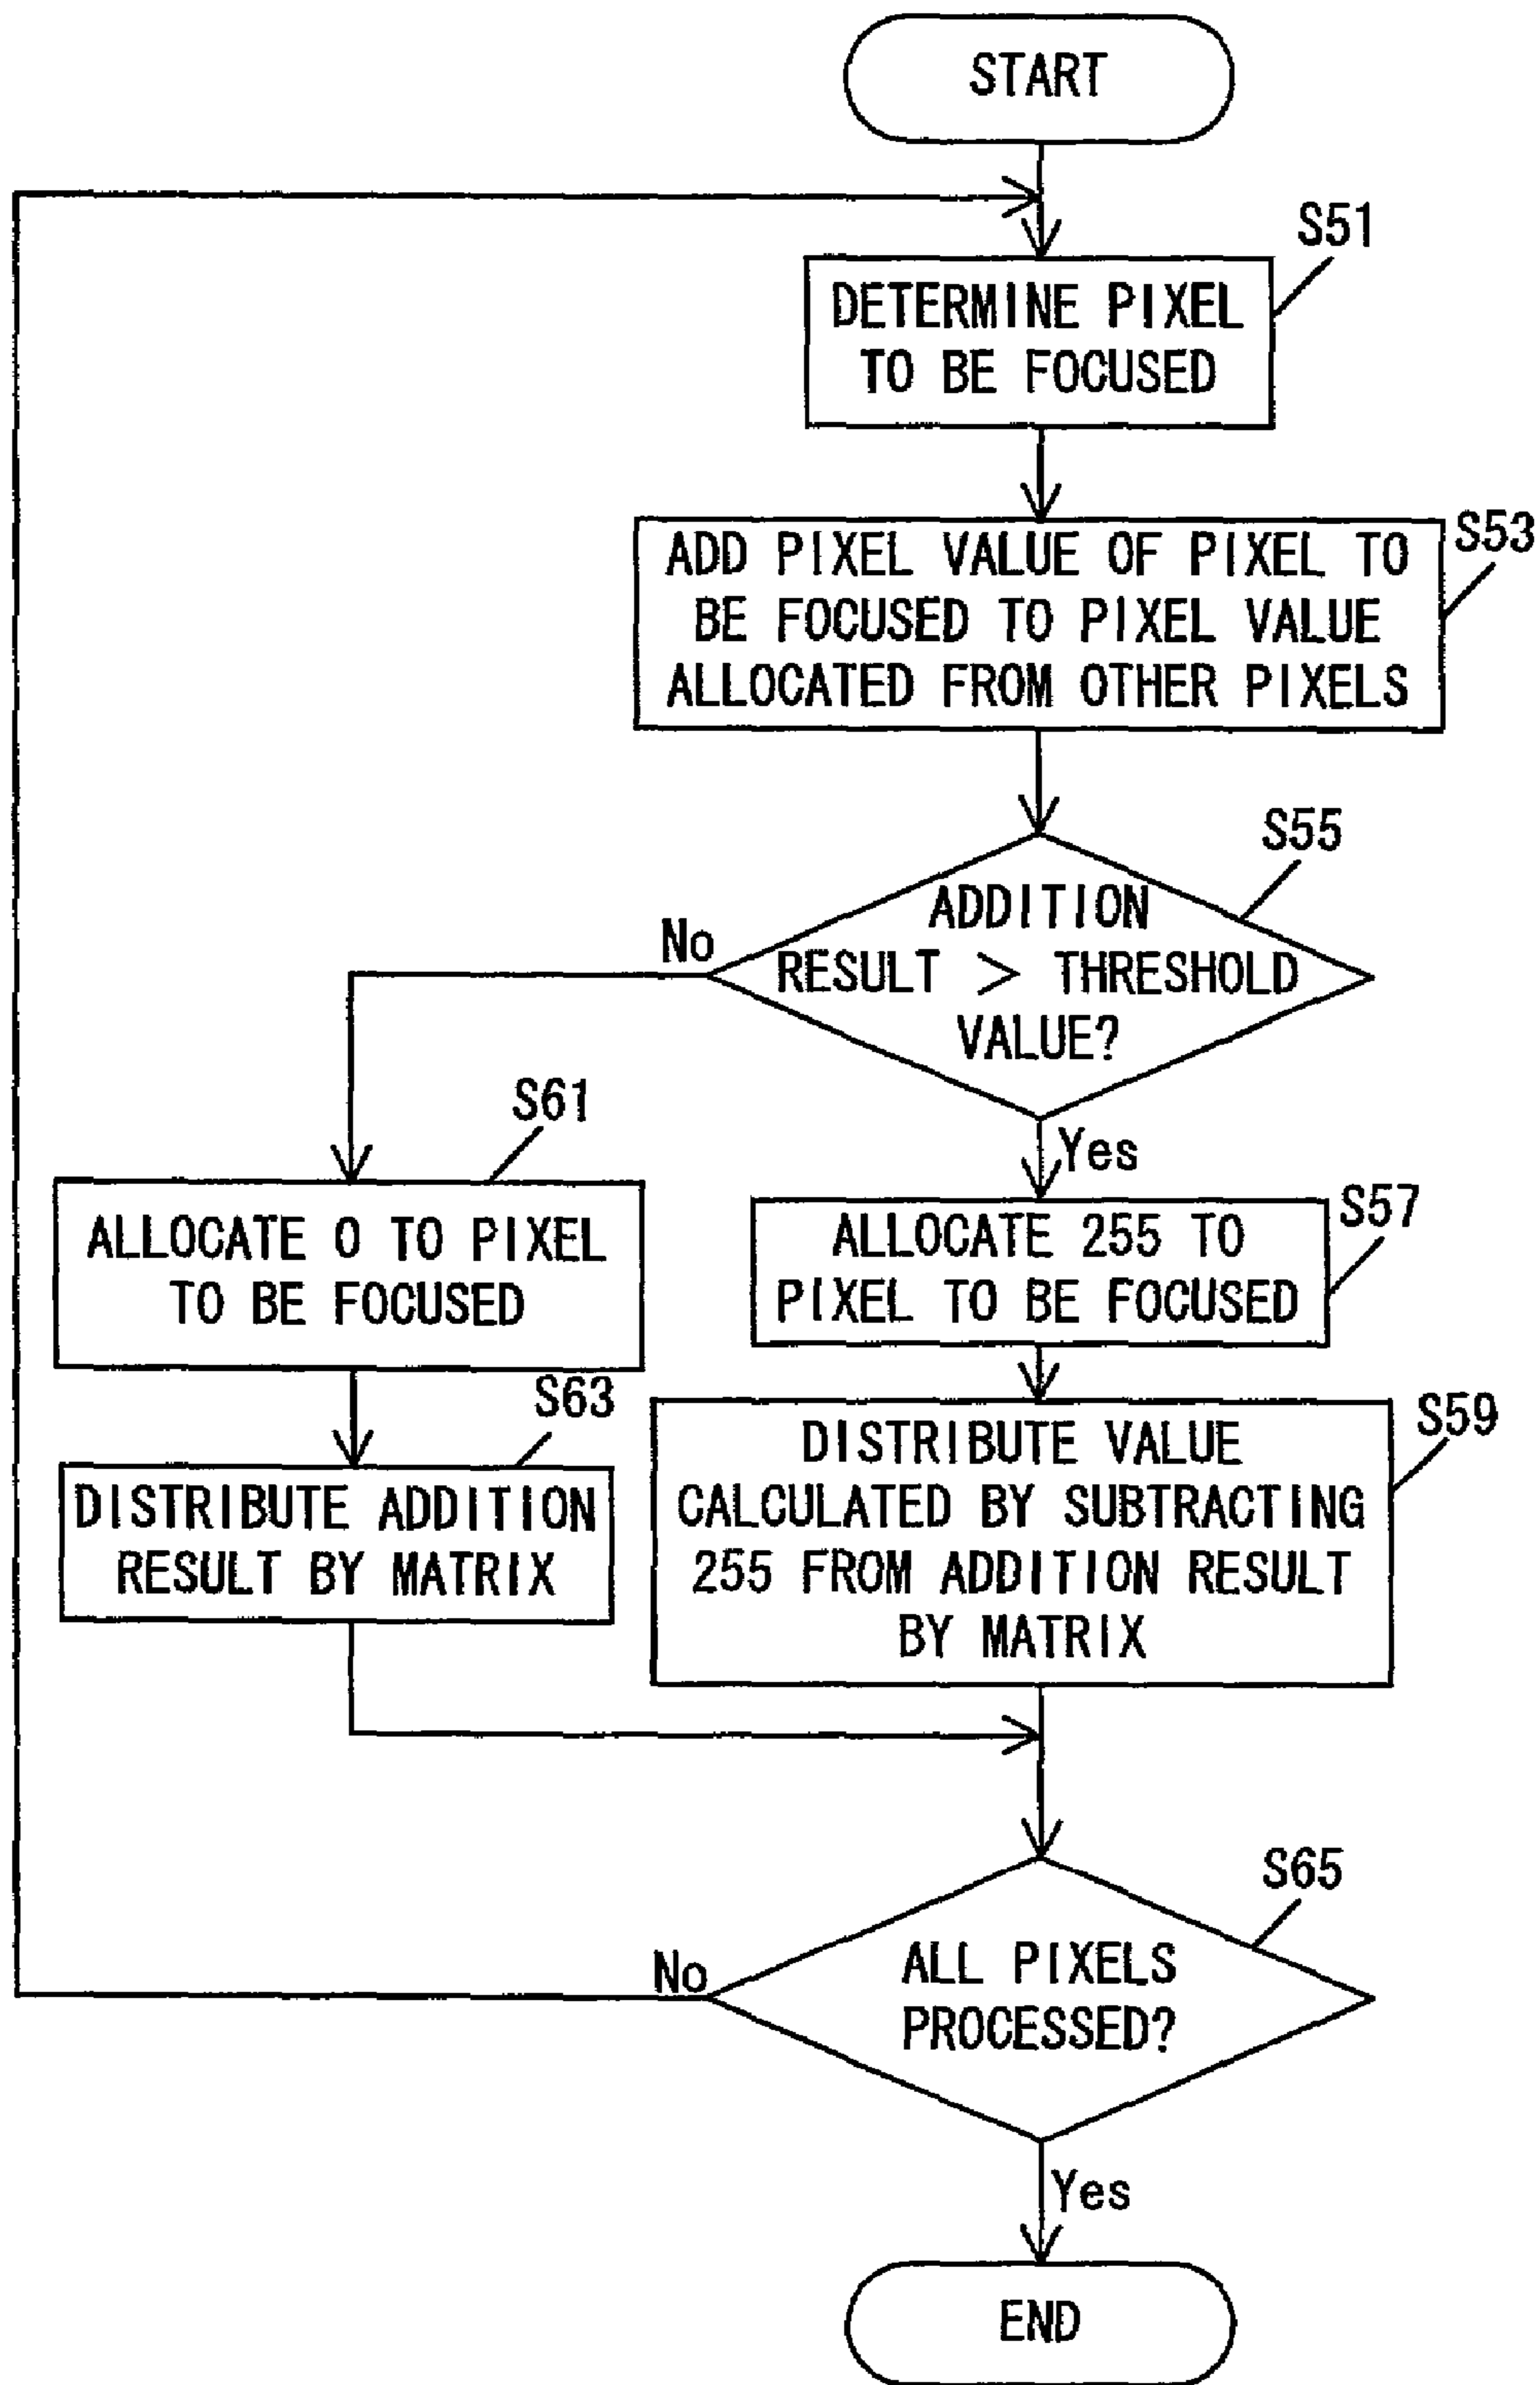 START
S51
DETERMINE PIXEL
TO BE FOCUSED
S53
ADD PIXEL VALUE OF PIXEL TO
BE FOCUSED TO PIXEL VALUE
ALLOCATED FROM OTHER PIXELS
S55
ADDITION
RESULT > THRESHOLD
VALUE?
No
Yes
S61
ALLOCATE 0 TO PIXEL
TO BE FOCUSED
S57
ALLOCATE 255 TO
PIXEL TO BE FOCUSED
S63
DISTRIBUTE ADDITION
RESULT BY MATRIX
S59
DISTRIBUTE VALUE
CALCULATED BY SUBTRACTING
255 FROM ADDITION RESULT
BY MATRIX
S65
ALL PIXELS
PROCESSED?
No
Yes
END